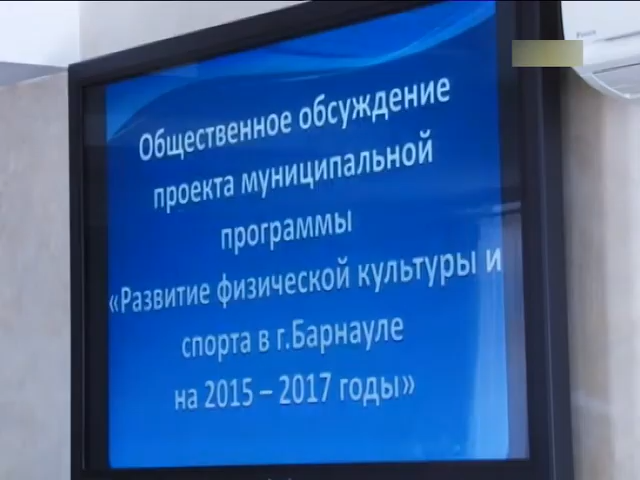 Общественное обсуждение
проекта муниципальной
программы
«Развитие физической культуры и
спорта в г.Барнауле
на 2015 – 2017 годы»